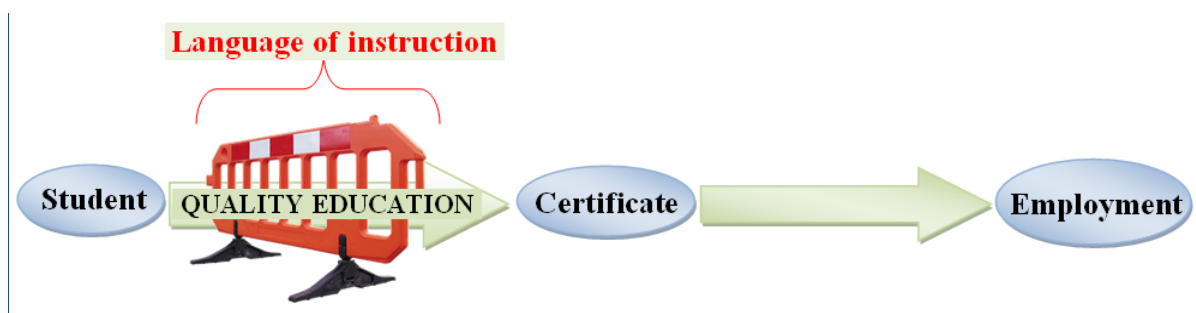 Language of instruction
Student
QUALITY EDUCATION
Certificate
Employment